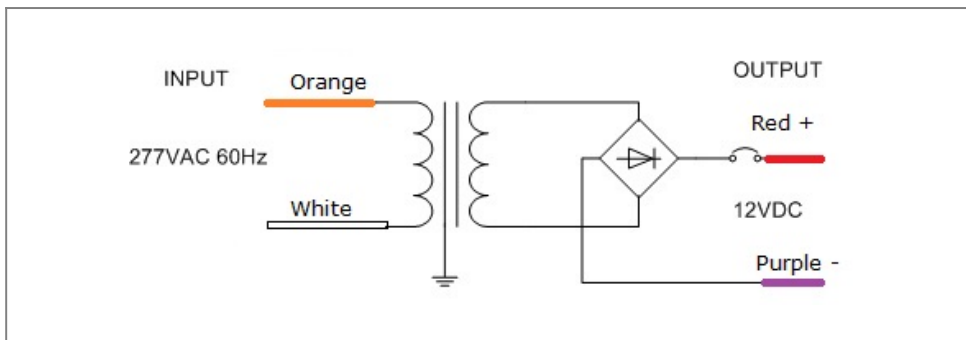 INPUT
Orange
277VAC 60Hz
White
OUTPUT
Red +
12VDC
Purple -